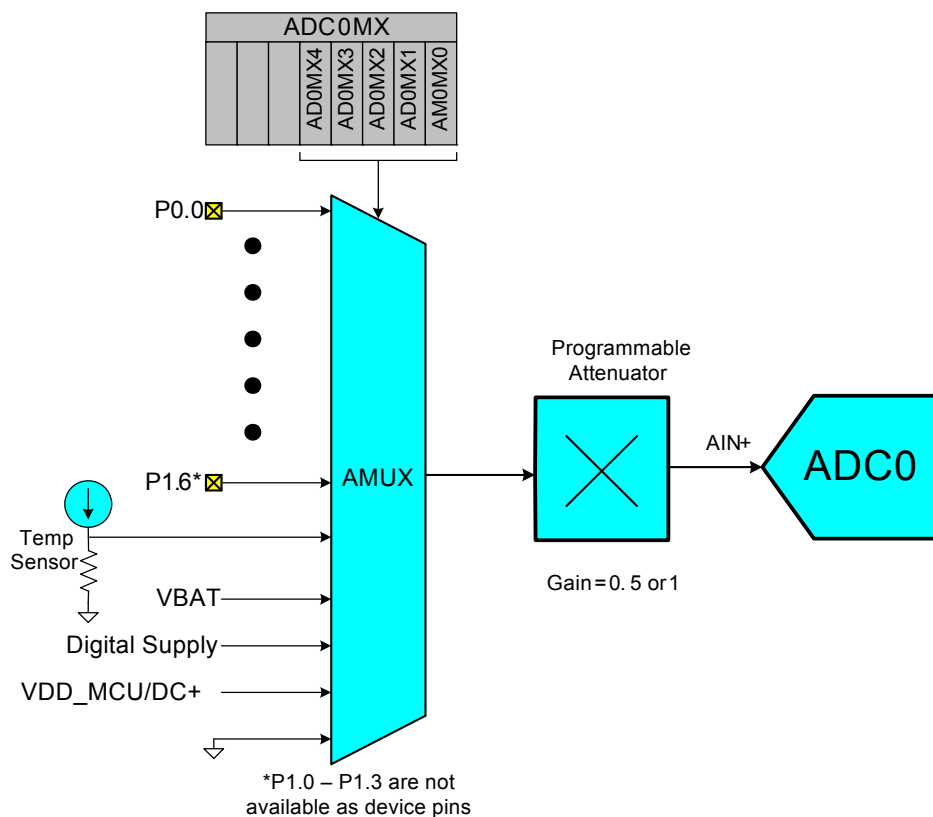 ADC0MX
AD0MX4
AD0MX3
AD0MX2
AD0MX1
AM0MX0
P0.0
Programmable
Attenuator
P1.6*
AMUX
AIN+
ADC0
Temp
Sensor
Gain=0. 5 or 1
VBAT
Digital Supply
VDD_MCU/DC+
*P1.0 – P1.3 are not
available as device pins